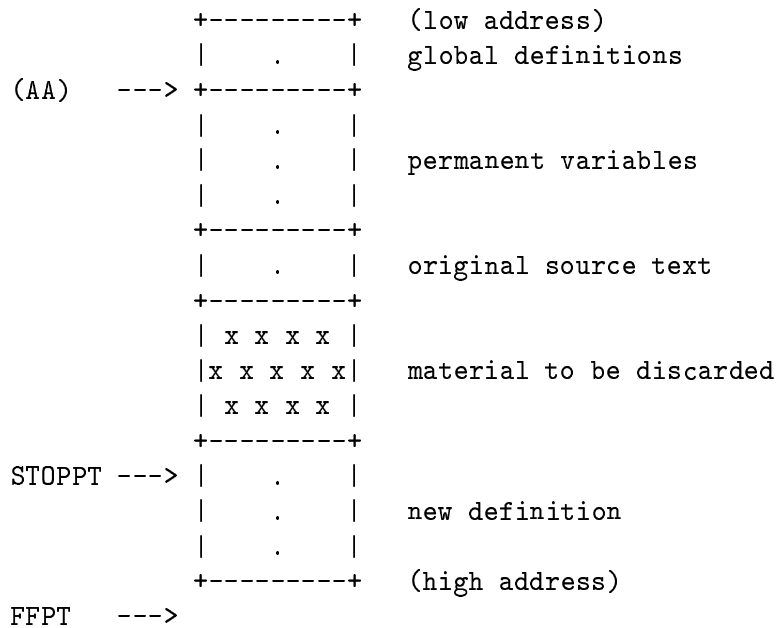 +---------+ (low address)
| . | global definitions
(AA) ---> +---------+
| . |
| . | permanent variables
| . |
+---------+
| . | original source text
+---------+
| x x x x |
|x x x x x| material to be discarded
| x x x x |
+---------+
STOPPT ---> | . |
| . | new definition
| . |
+---------+ (high address)
FFPT --->